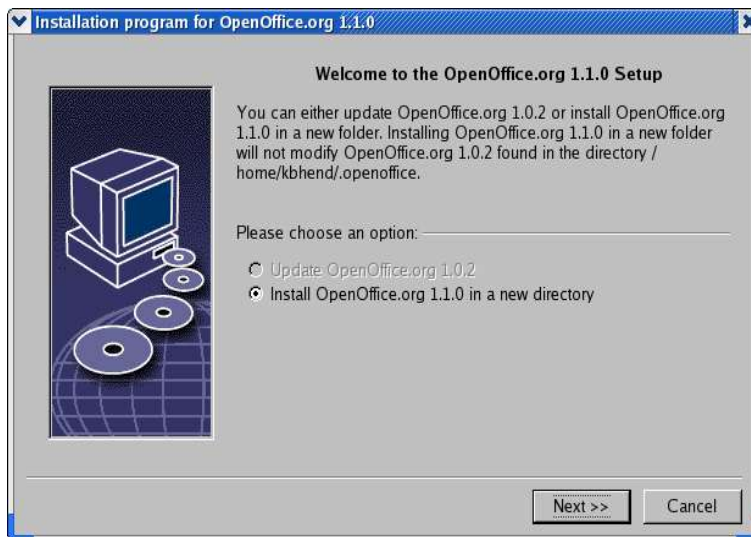 Installation program for OpenOffice.org 1.1.0
Welcome to the OpenOffice.org 1.1.0 Setup
You can either update OpenOffice.org 1.0.2 or install OpenOffice.org
1.1.0 in a new folder. Installing OpenOffice.org 1.1.0 in a new folder
will not modify OpenOffice.org 1.0.2 found in the directory /
home/kbhend/.openoffice.
Please choose an option:
Update OpenOffice.org 1.0.2
Install OpenOffice.org 1.1.0 in a new directory
Next >>
Cancel